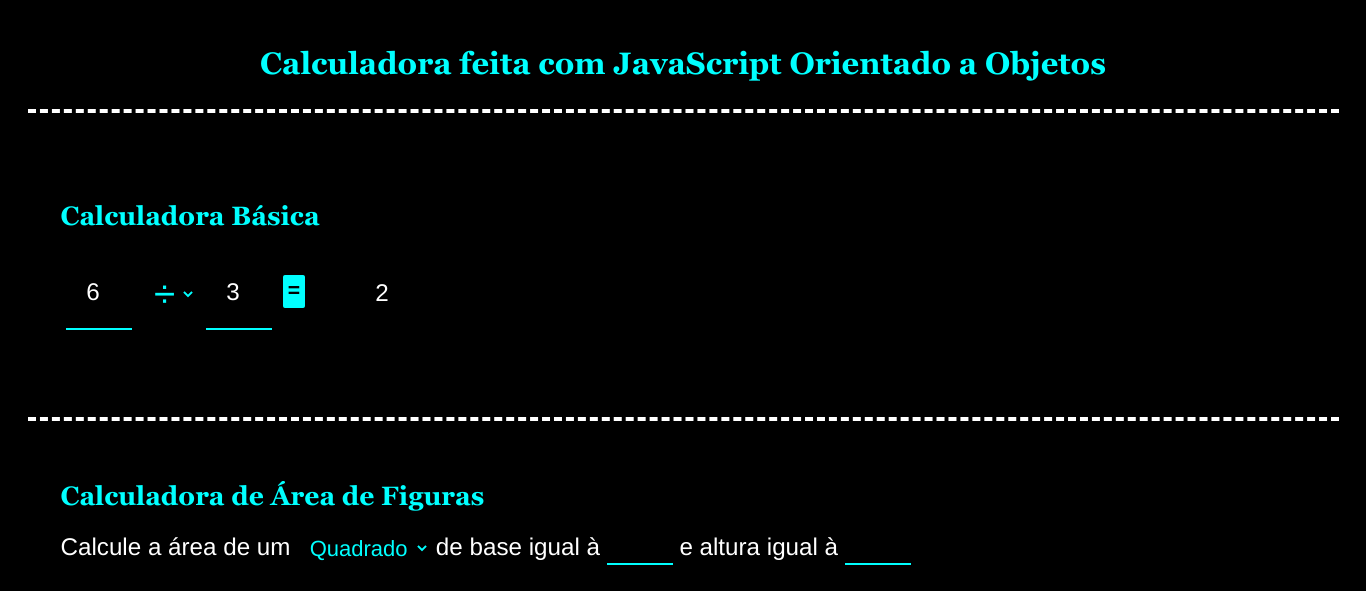 Calculadora feita com JavaScript Orientado a Objetos
Calculadora Básica
6 ÷ 3 = 2
Calculadora de Área de Figuras
Calcule a área de um Quadrado de base igual à e altura igual à